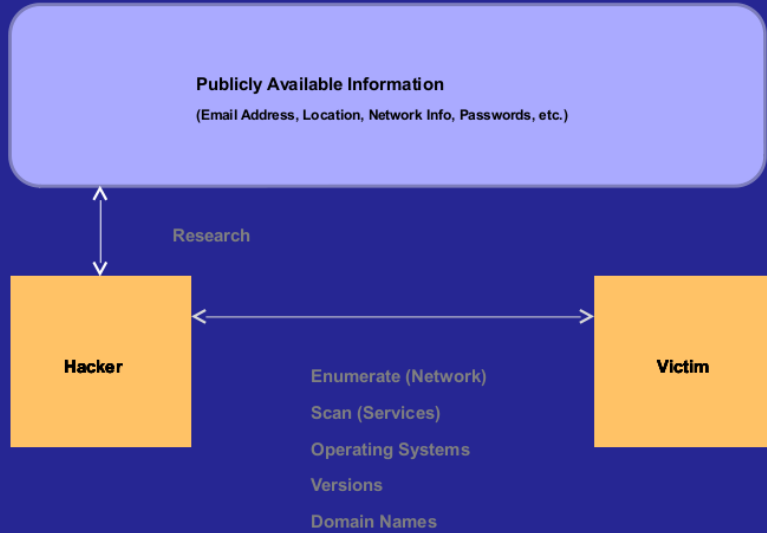 Publicly Available Information
(Email Address, Location, Network Info, Passwords, etc.)
Research
Hacker
Victim
Enumerate (Network)
Scan (Services)
Operating Systems
Versions
Domain Names